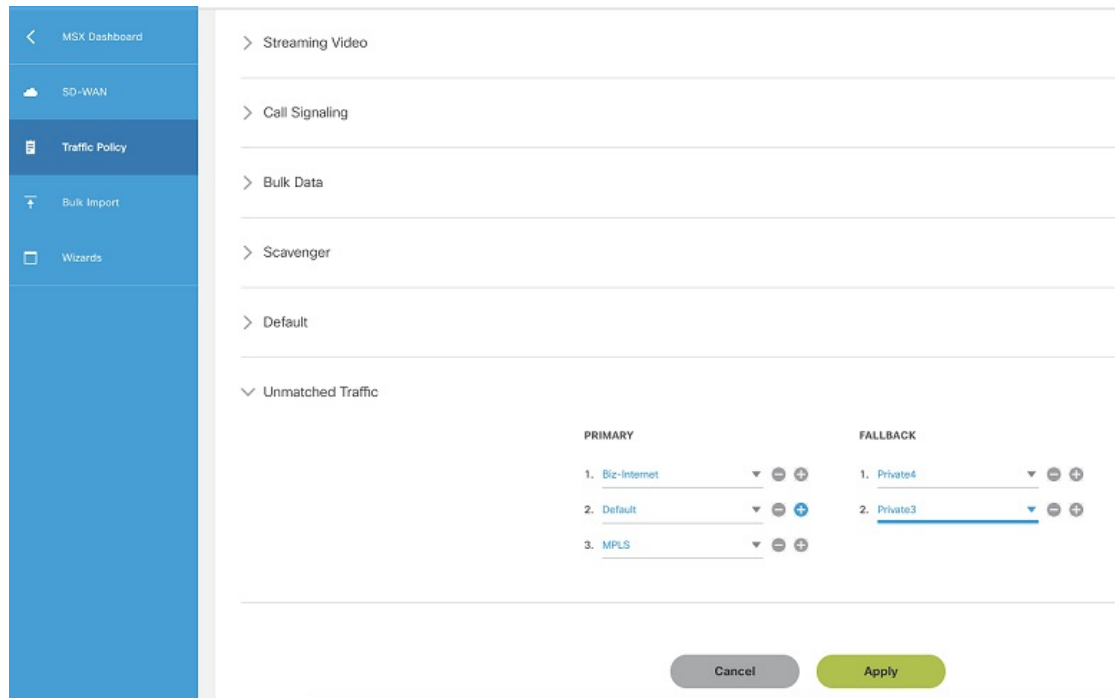 MSX Dashboard
SD-WAN
Traffic Policy
Bulk Import
Wizards
Streaming Video
Call Signaling
Bulk Data
Scavenger
Default
Unmatched Traffic
PRIMARY
1. Biz-Internet
2. Default
3. MPLS
FALLBACK
1. Private4
2. Private3
Cancel
Apply